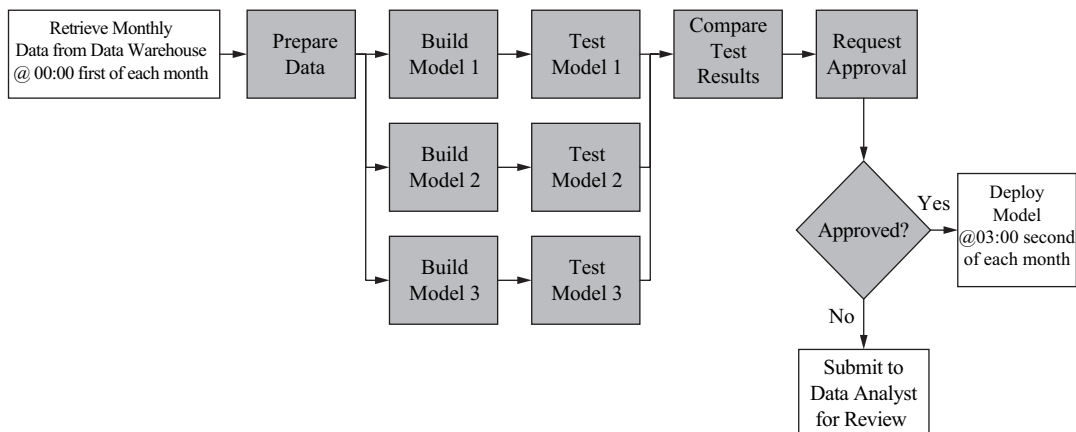 Retrieve Monthly
Data from Data Warehouse
@ 00:00 first of each month
Prepare
Data
Build
Model 1
Test
Model 1
Compare
Test
Results
Request
Approval
Build
Model 2
Test
Model 2
Build
Model 3
Test
Model 3
Approved?
Yes
Deploy
Model
@03:00 second
of each month
No
Submit to
Data Analyst
for Review